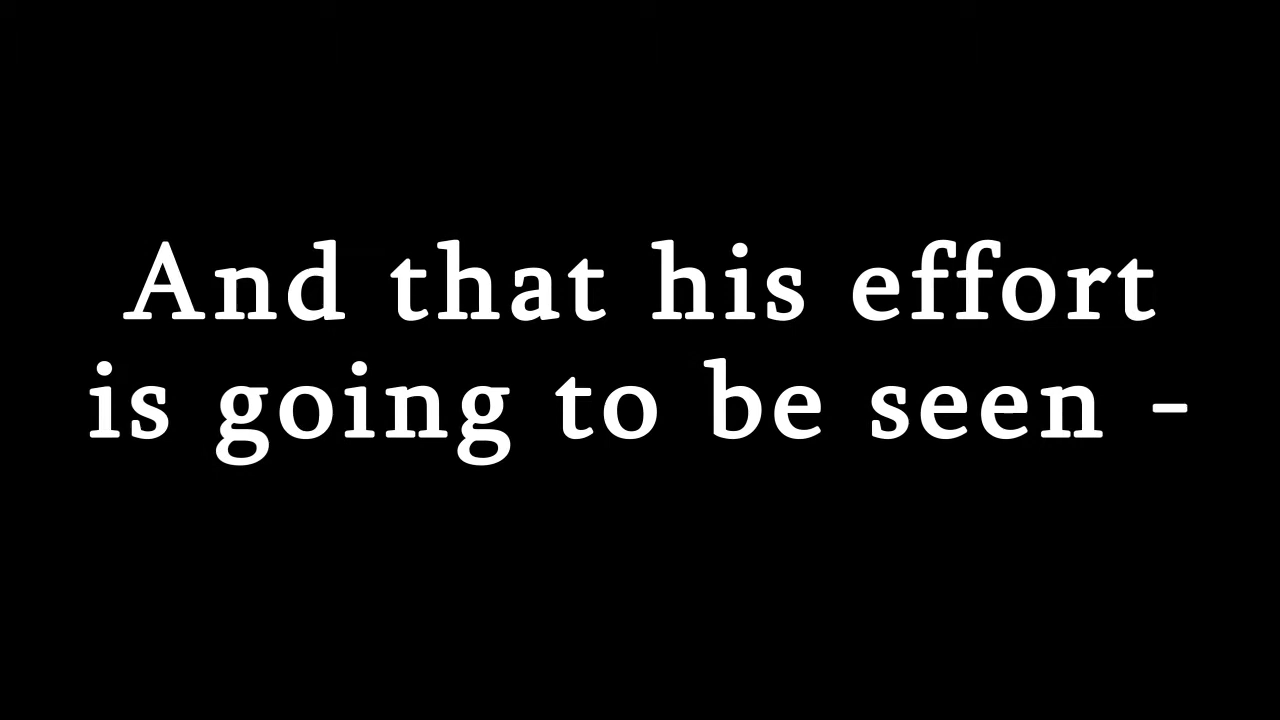 And that his effort
is going to be seen -